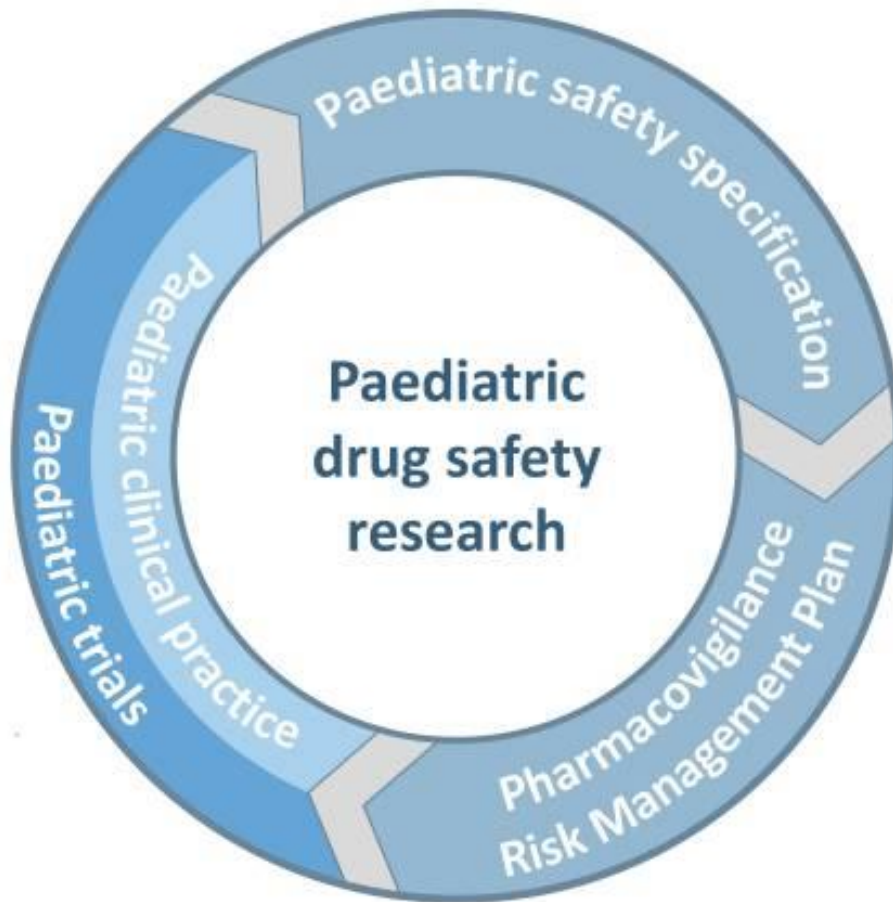 Paediatric safety specification
Pharmacovigilance
Risk Management Plan
Paediatric clinical practice
Paediatric trials
Paediatric
drug safety
research